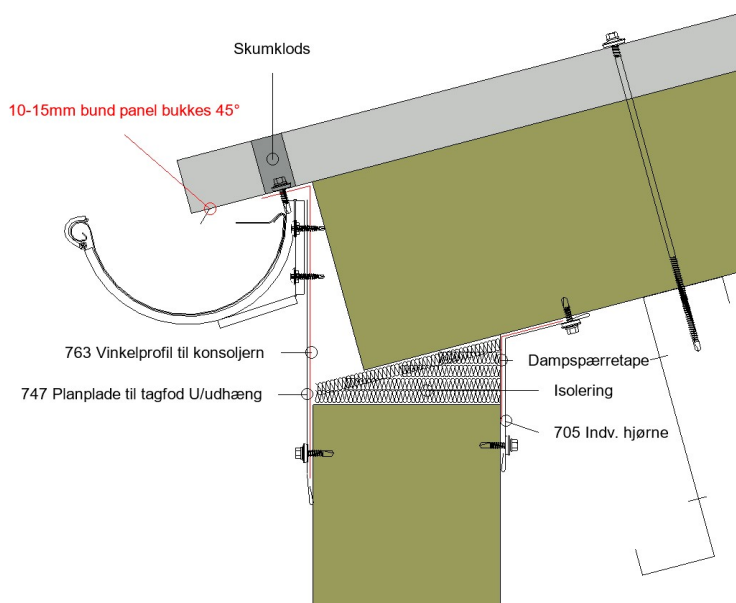 Skumklods
10-15mm bund panel bukkes 45°
763 Vinkelprofil til konsoljern
Dampspærretape
747 Planplade til tagfod U/udhæng
Isolering
705 Indv. hjørne